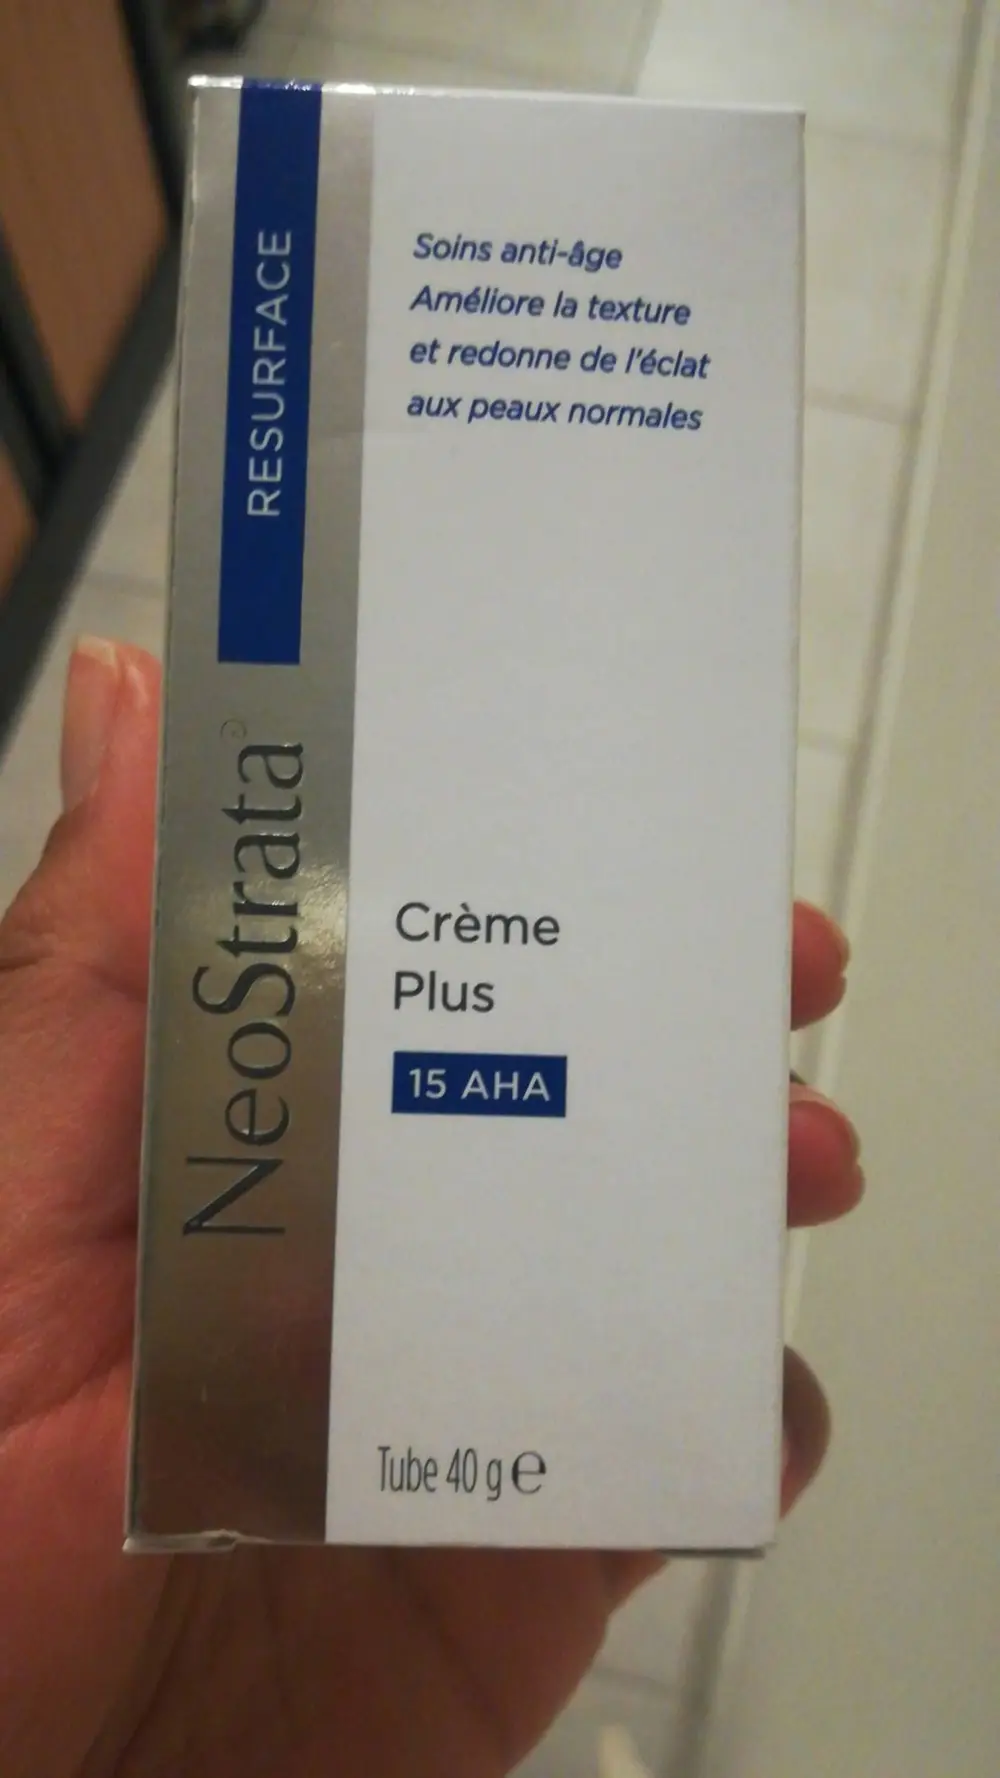 RESURFACE
NeoStrata®
Soins anti-âge
Améliore la texture
et redonne de l'éclat
aux peaux normales
Crème
Plus
15 AHA
Tube 40 g e